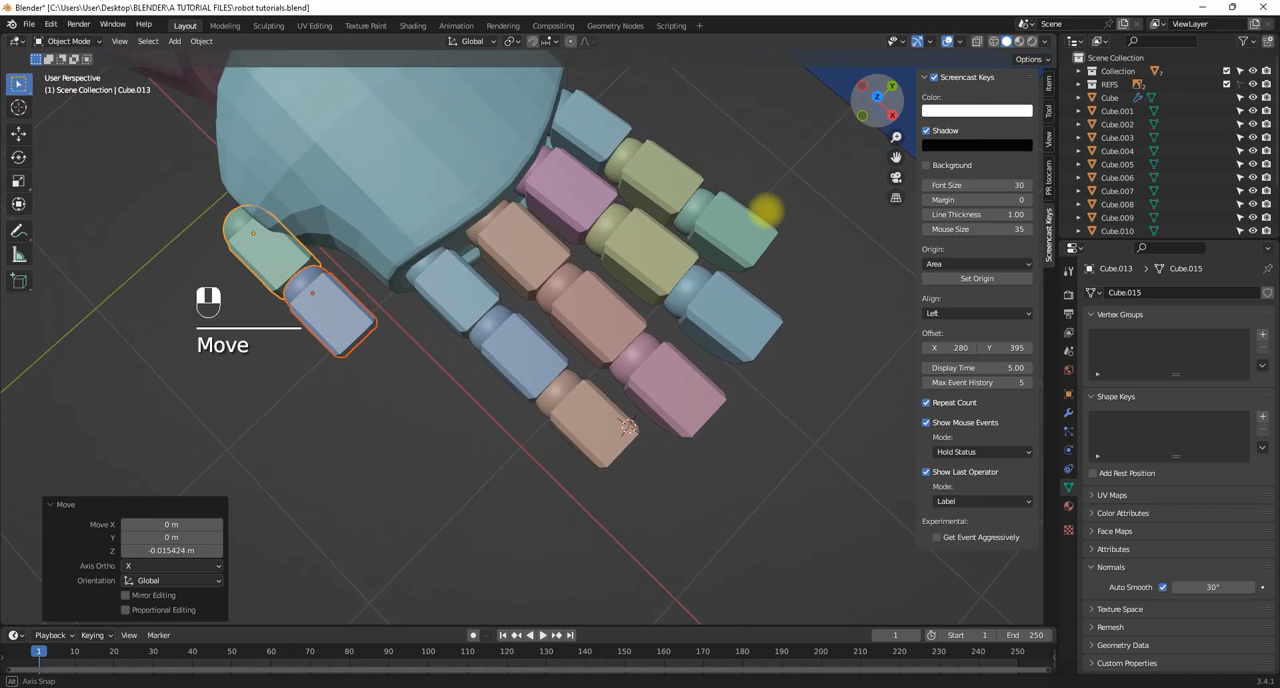 Blender* [C:\Users\User\Desktop\BLENDER\A TUTORIAL FILES\robot tutorials.blend]
File Edit Render Window Help Layout Modeling Sculpting UV Editing Texture Paint Shading Animation Rendering Compositing Geometry Nodes Scripting + Scene ViewLayer
Object Mode View Select Add Object Global
Options
User Perspective
(1) Scene Collection | Cube.013
Move
Move
Move X 0 m
Y 0 m
Z -0.015424 m
Axis Ortho X
Orientation Global
Mirror Editing
Proportional Editing
Y
Z
X
Screencast Keys
Color:
Shadow
Background
Font Size 30
Margin 0
Line Thickness 1.00
Mouse Size 35
Origin:
Area
Set Origin
Align:
Left
Offset:
X 280 Y 395
Display Time 5.00
Max Event History 5
Repeat Count
Show Mouse Events
Mode:
Hold Status
Show Last Operator
Mode:
Label
Experimental:
Get Event Aggressively
Item
Tool
View
PR Isocam
Screencast Keys
Scene Collection
Collection 7
REFS 2
Cube
Cube.001
Cube.002
Cube.003
Cube.004
Cube.005
Cube.006
Cube.007
Cube.008
Cube.009
Cube.010
Cube.013 > Cube.015
Cube.015
Vertex Groups
Shape Keys
Add Rest Position
UV Maps
Color Attributes
Face Maps
Attributes
Normals
Auto Smooth 30°
Texture Space
Remesh
Geometry Data
Custom Properties
Playback Keying View Marker 1 Start 1 End 250
1 10 20 30 40 50 60 70 80 90 100 110 120 130 140 150 160 170 180 190 200 210 220 230 240 250
Alt Axis Snap 3.4.1